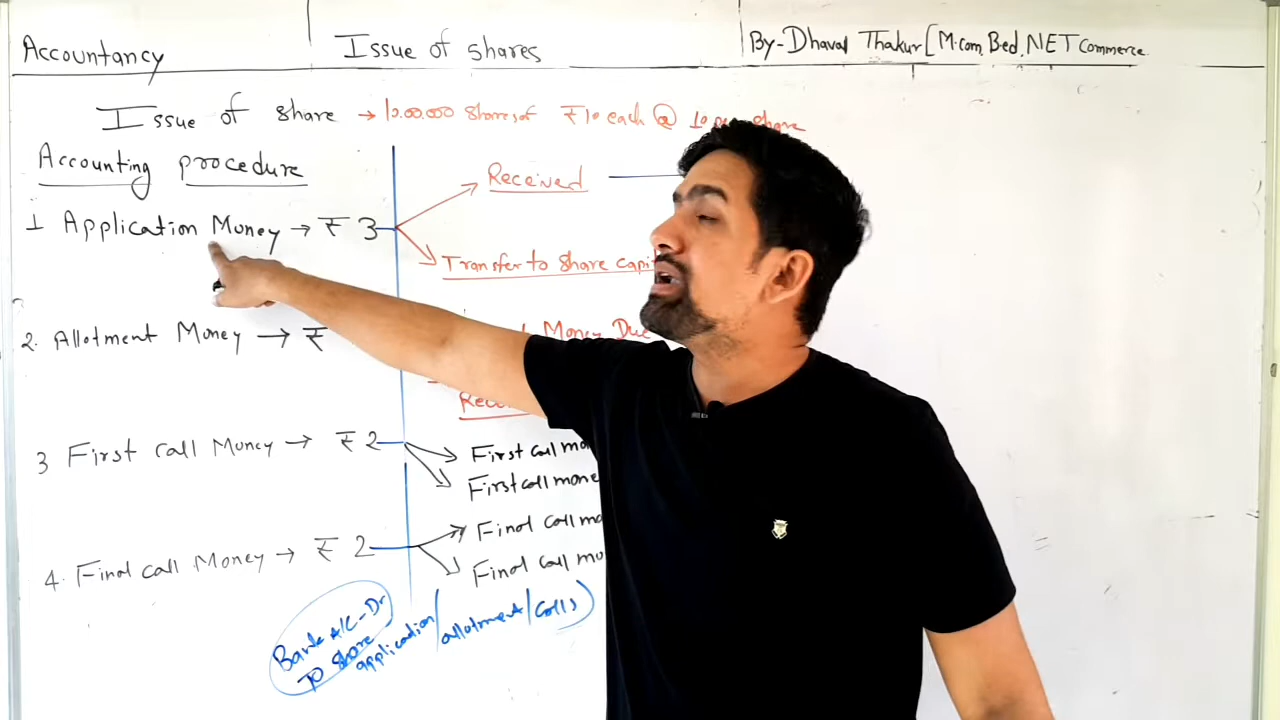 Accountancy
Issue of shares
By-Dhaval Thakur [M.com, Bed, NET Commerce
Issue of share → 10,00,000 shares of ₹10 each @ 10 per share
Accounting procedure
1 Application Money → ₹ 3
Received
Transfer to share capi
2. Allotment Money → ₹
Money Due
3 First call Money → ₹ 2
First call mo
First call mone
4. Final call Money → ₹ 2
Final call mo
Final call mo
Bank A/C - Dr
To share application/allotment/calls)